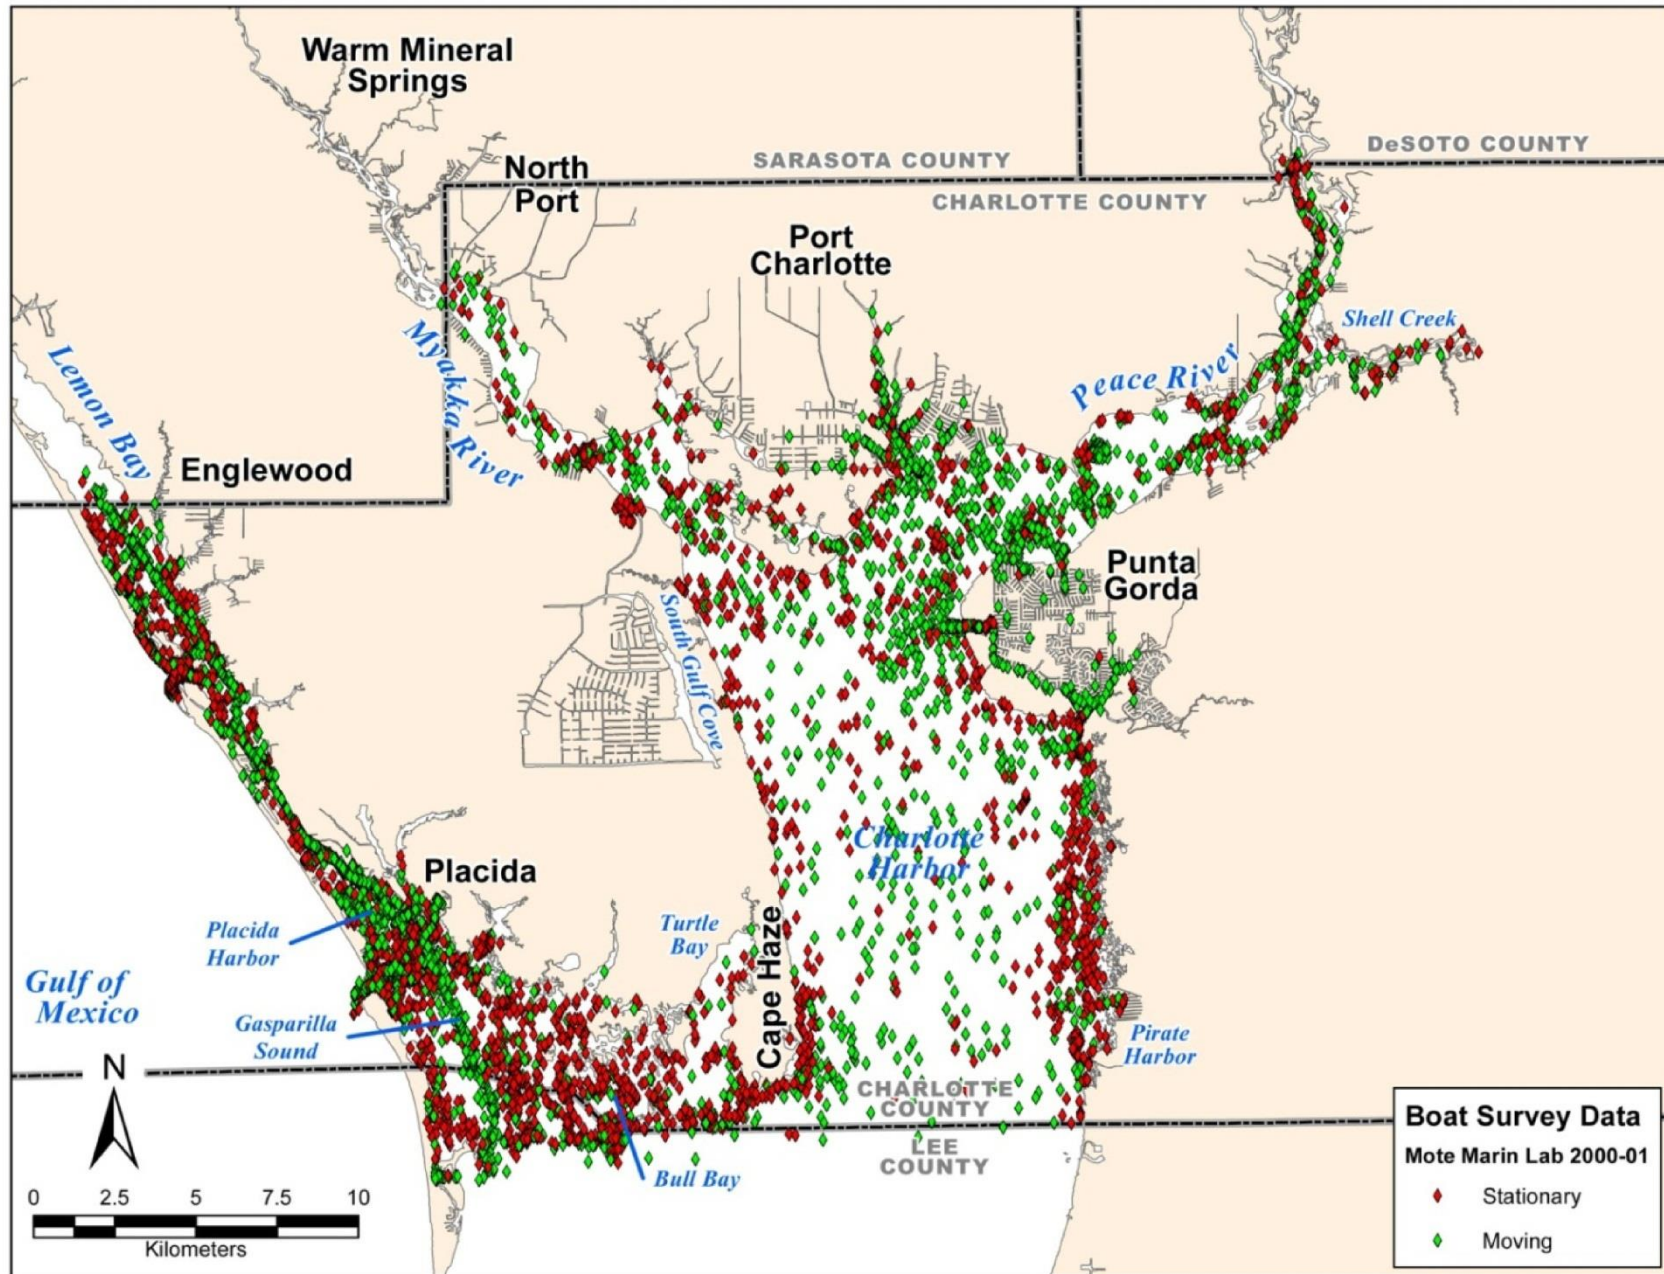 Warm Mineral
Springs
North
Port
SARASOTA COUNTY
DeSOTO COUNTY
CHARLOTTE COUNTY
Port
Charlotte
Shell Creek
Lemon Bay
Myakka River
Peace River
Englewood
Punta
Gorda
South Gulf Cove
Charlotte
Harbor
Placida
Placida
Harbor
Turtle
Bay
Cape Haze
Gulf of
Mexico
Gasparilla
Sound
Pirate
Harbor
N
CHARLOTTE
COUNTY
LEE
COUNTY
Bull Bay
0 2.5 5 7.5 10
Kilometers
Boat Survey Data
Mote Marin Lab 2000-01
Stationary
Moving